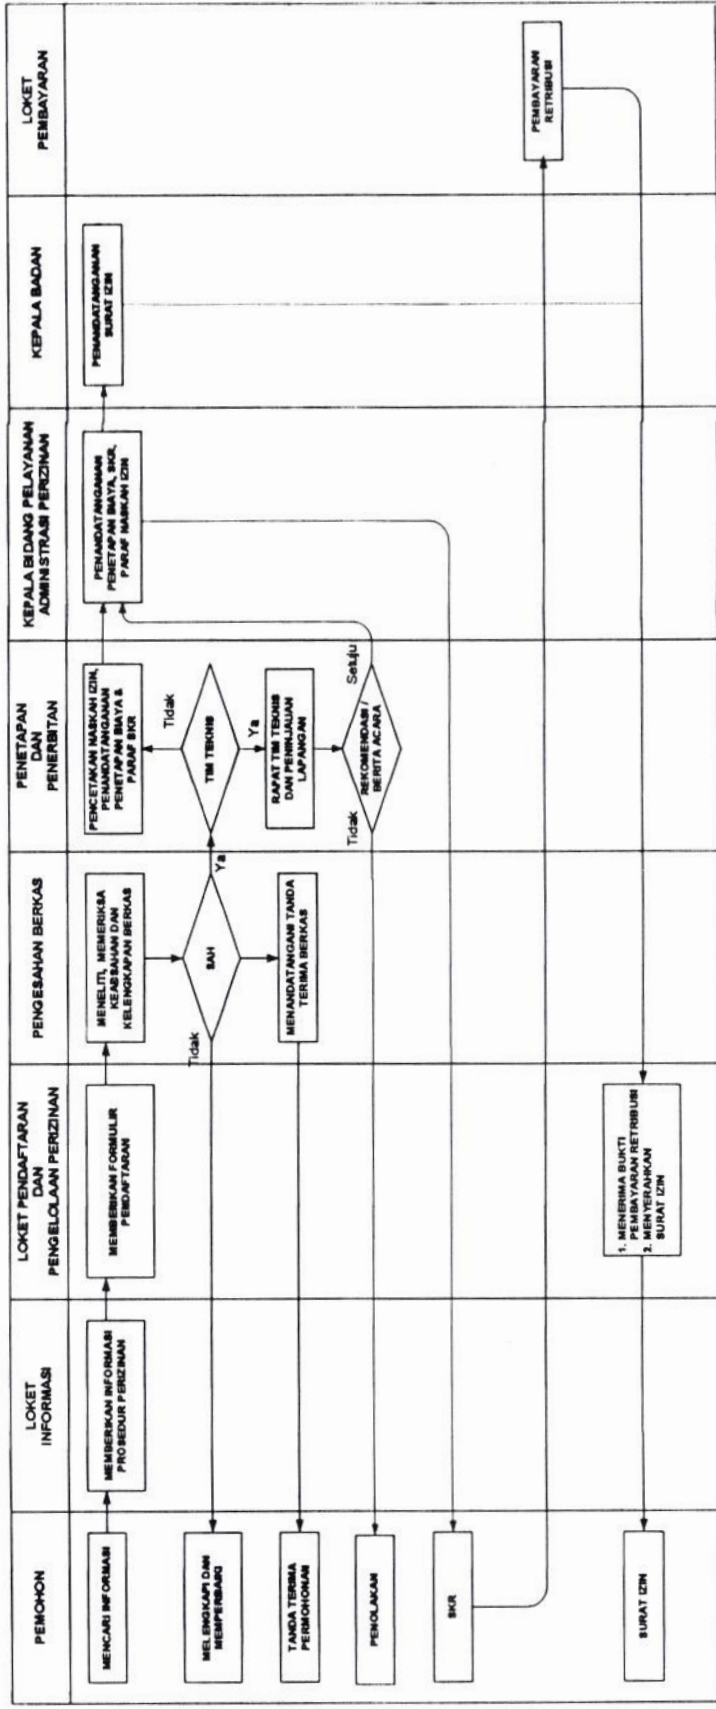 PEMOHON
LOKET
INFORMASI
LOKET PENDAFTARAN
DAN
PENGELOLAAN PERIZINAN
PENGESAHAN BERKAS
PENETAPAN
DAN
PENERBITAN
KEPALA BIDANG PELAYANAN
ADMINISTRASI PERIZINAN
KEPALA BADAN
LOKET
PEMBAYARAN
MENCARI INFORMASI
MEMBERIKAN INFORMASI
PROSEDUR PERIZINAN
MEMBERIKAN FORMULIR
PENDAFTARAN
MENELITI, MEMERIKSA
KEABSAHAN DAN
KELENGKAPAN BERKAS
PENCETAKAN NASKAH IZIN,
PENANDATANGANAN
PENETAPAN BIAYA &
PARAF SKR
PENANDATANGANAN
PENETAPAN BIAYA, SKR,
PARAF NASKAH IZIN
PENANDATANGANAN
SURAT IZIN
Tidak
MELENGKAPI DAN
MEMPERBAIKI
Tidak
SAH
Ya
TIM TEKNIS
Ya
TANDA TERIMA
PERMOHONAN
MENANDATANGANI TANDA
TERIMA BERKAS
RAPAT TIM TEKNIS
DAN PENINJAUAN
LAPANGAN
PENOLAKAN
Tidak
REKOMENDASI /
BERITA ACARA
Setuju
SKR
PEMBAYARAN
RETRIBUSI
1. MENERIMA BUKTI
PEMBAYARAN RETRIBUSI
2. MENYERAHKAN
SURAT IZIN
SURAT IZIN